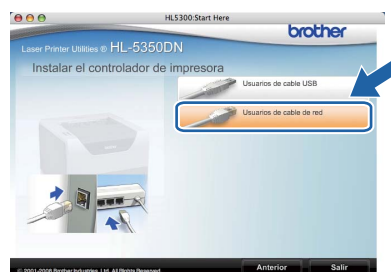 HL5300:Start Here
brother
Laser Printer Utilities ® HL-5350DN
Instalar el controlador de impresora
Usuarios de cable USB
Usuarios de cable de red
© 2001-2008 Brother Industries, Ltd. All Rights Reserved.
Anterior
Salir